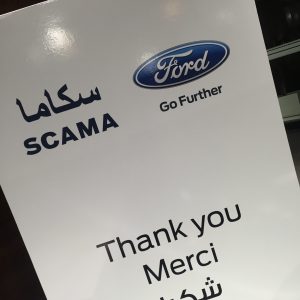 سكاما
SCAMA
Ford
Go Further
Thank you
Merci